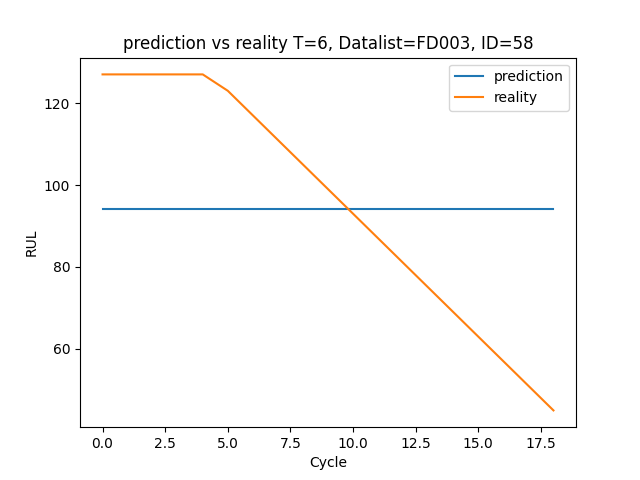 prediction vs reality T=6, Datalist=FD003, ID=58
prediction
reality
120
100
80
60
RUL
0.0 2.5 5.0 7.5 10.0 12.5 15.0 17.5
Cycle